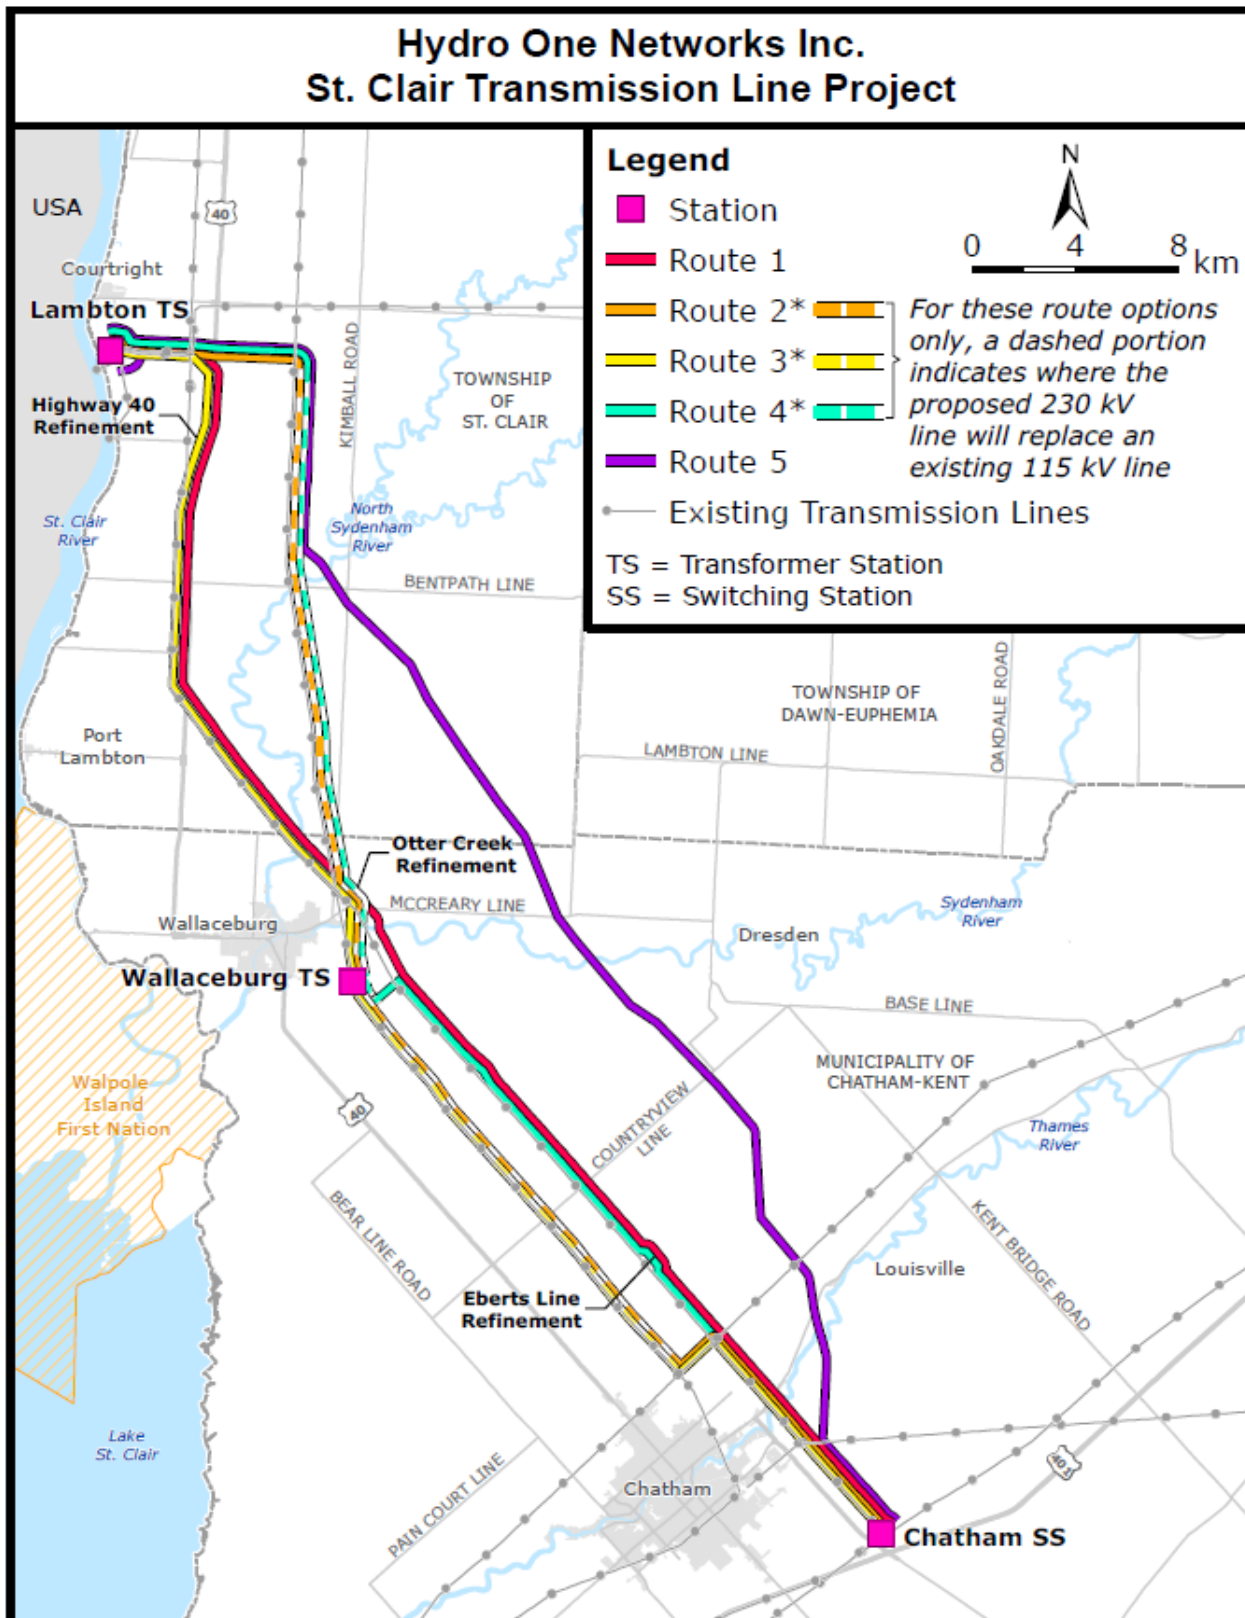 Hydro One Networks Inc.
St. Clair Transmission Line Project
Legend
Station
Route 1
Route 2*
Route 3*
Route 4*
Route 5
Existing Transmission Lines
For these route options
only, a dashed portion
indicates where the
proposed 230 kV
line will replace an
existing 115 kV line
TS = Transformer Station
SS = Switching Station
N
0 4 8 km
USA
40
Courtright
Lambton TS
KIMBALL ROAD
TOWNSHIP
OF
ST. CLAIR
Highway 40
Refinement
St. Clair
River
North
Sydenham
River
BENTPATH LINE
TOWNSHIP OF
DAWN-EUPHEMIA
OAKDALE ROAD
Port
Lambton
LAMBTON LINE
Otter Creek
Refinement
MCCREARY LINE
Wallaceburg
Sydenham
River
Dresden
Wallaceburg TS
BASE LINE
MUNICIPALITY OF
CHATHAM-KENT
Walpole
Island
First Nation
40
COUNTRYVIEW
LINE
Thames
River
BEAR LINE ROAD
KENT BRIDGE ROAD
Louisville
Eberts Line
Refinement
Lake
St. Clair
401
PAIN COURT LINE
Chatham
Chatham SS